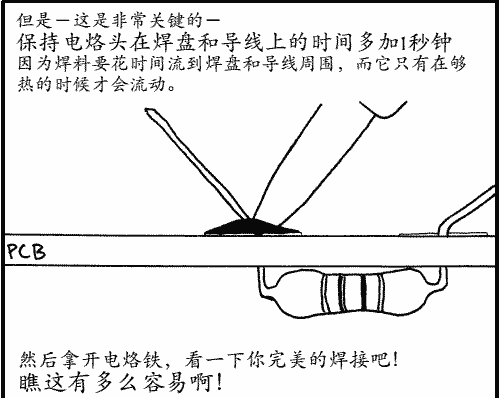 但是－这是非常关键的－
保持电烙头在焊盘和导线上的时间多加1秒钟
因为焊料要花时间流到焊盘和导线周围，而它只有在够
热的时候才会流动。
PCB
然后拿开电烙铁，看一下你完美的焊接吧！
瞧这有多么容易啊！